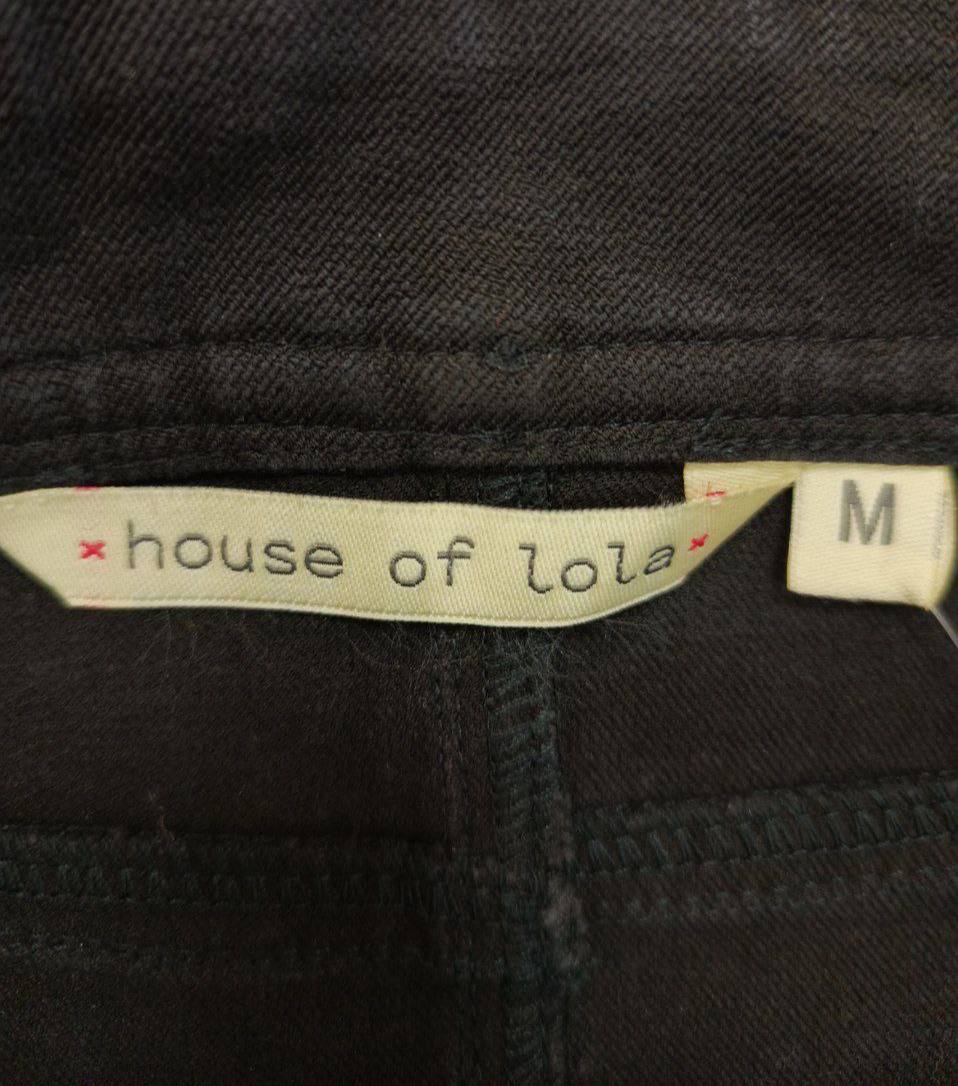 × house of lola ×
M